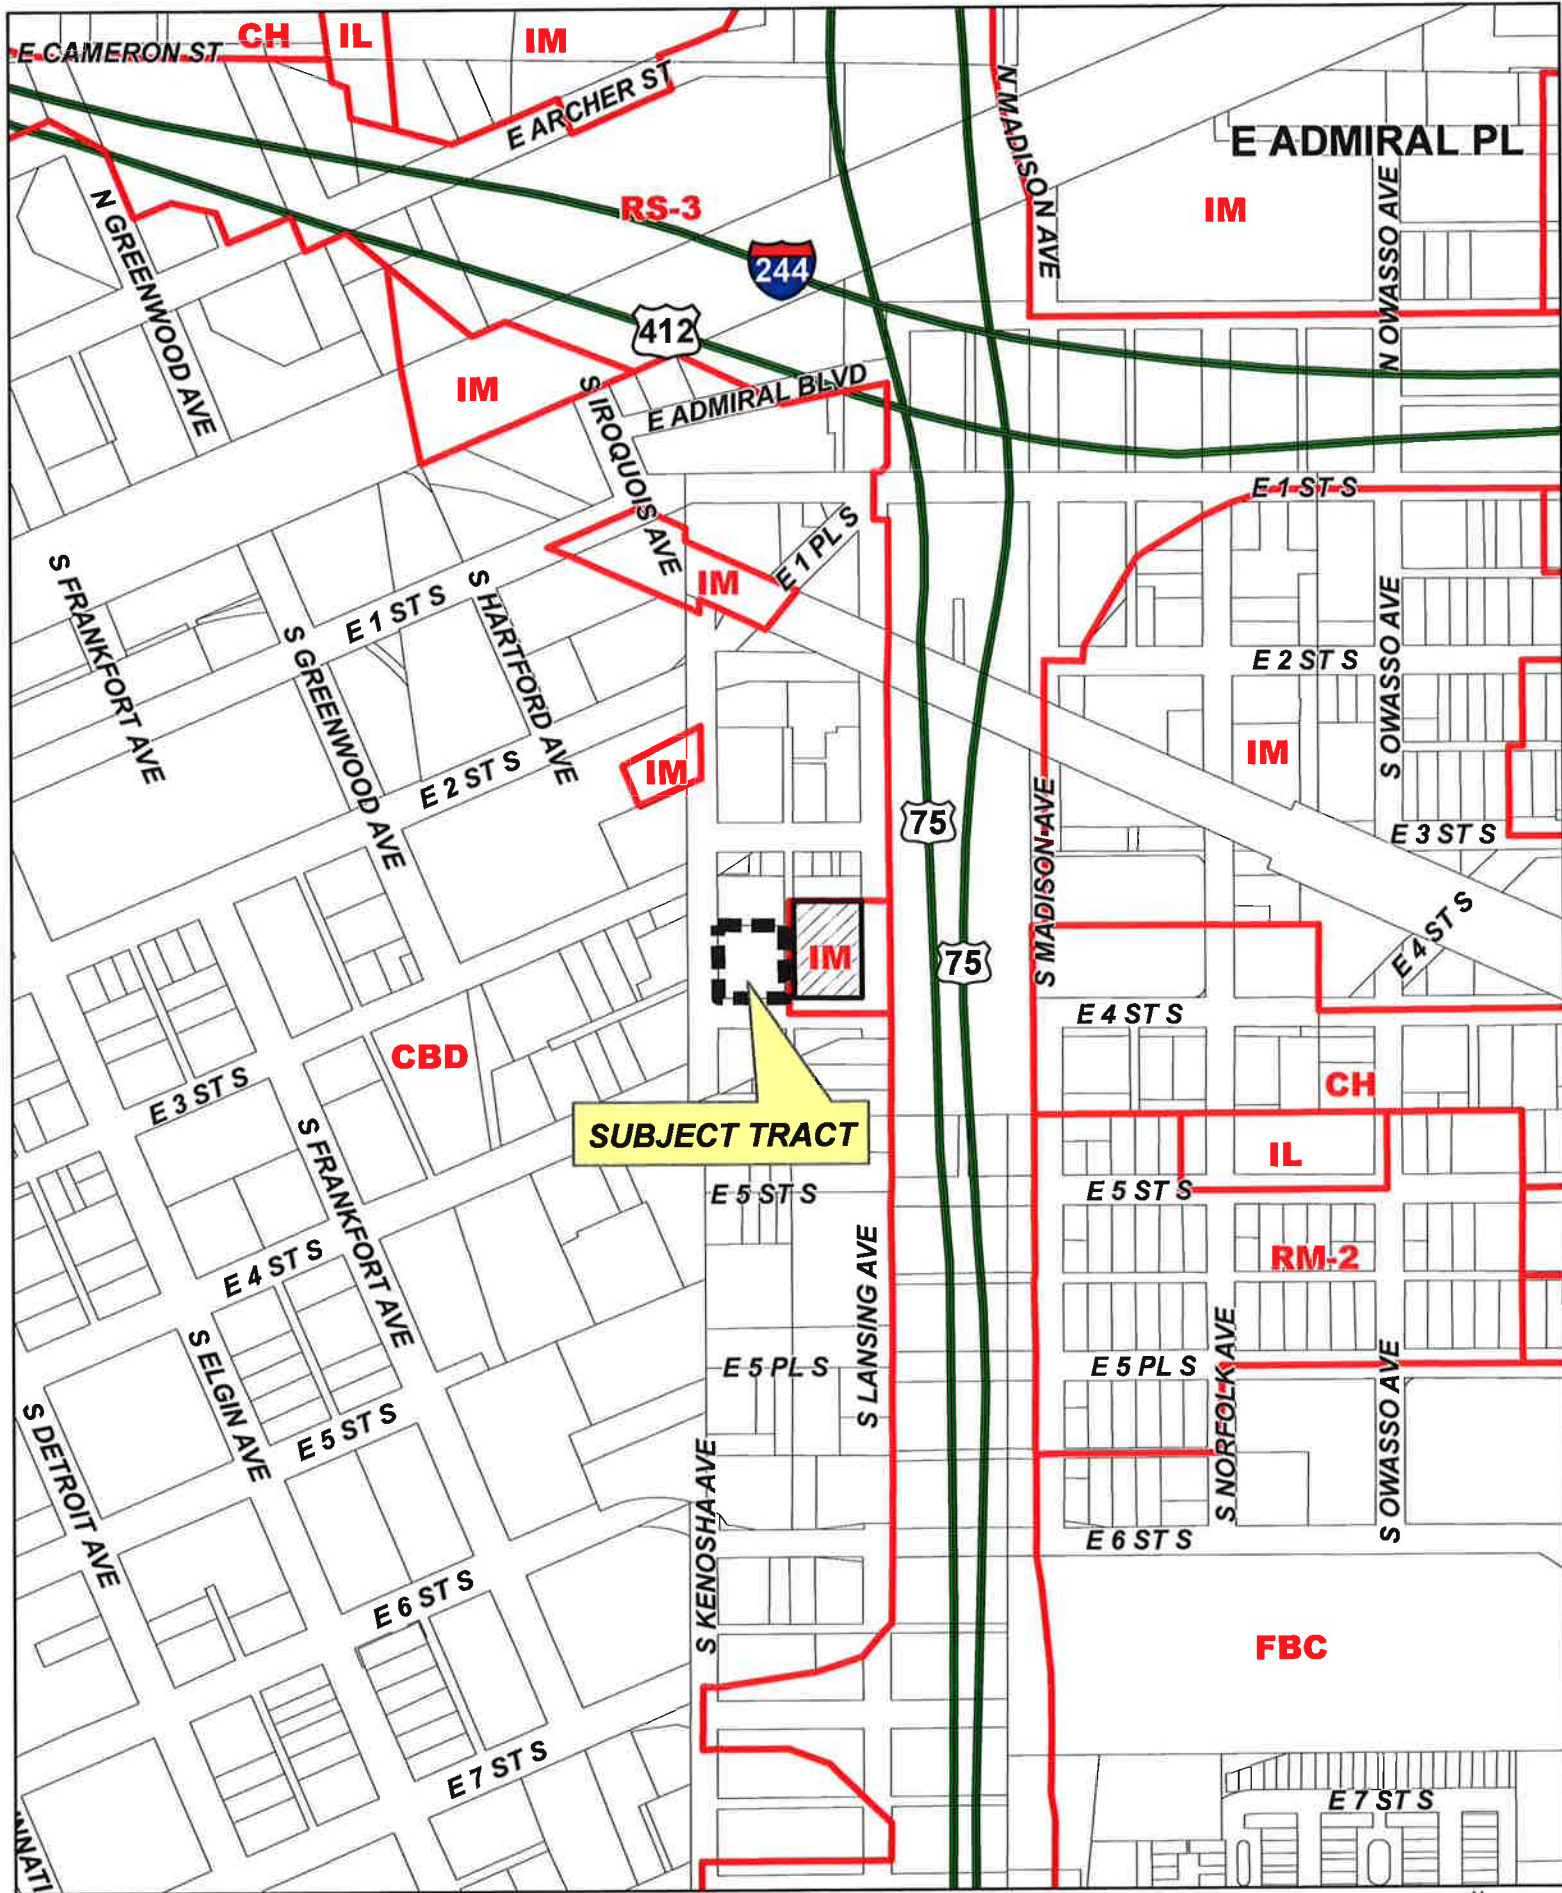 CH
IL
IM
E CAMERON ST
E ARCHER ST
N MADISON AVE
E ADMIRAL PL
N OWASSO AVE
IM
RS-3
N GREENWOOD AVE
244
412
IM
S IROQUOIS AVE
E ADMIRAL BLVD
E 1 ST S
E 1 PL S
IM
S FRANKFORT AVE
S GREENWOOD AVE
E 1 ST S
S HARTFORD AVE
S OWASSO AVE
E 2 ST S
IM
E 2 ST S
IM
75
E 3 ST S
S MADISON AVE
E 4 ST S
IM
75
E 4 ST S
CBD
E 3 ST S
CH
SUBJECT TRACT
IL
S FRANKFORT AVE
E 5 ST S
E 5 ST S
RM-2
E 4 ST S
S LANSING AVE
S ELGIN AVE
E 5 PL S
E 5 PL S
S NORFOLK AVE
S OWASSO AVE
S DETROIT AVE
E 5 ST S
S KENOSHA AVE
E 6 ST S
E 6 ST S
FBC
E 7 ST S
E 7 ST S
NNATI